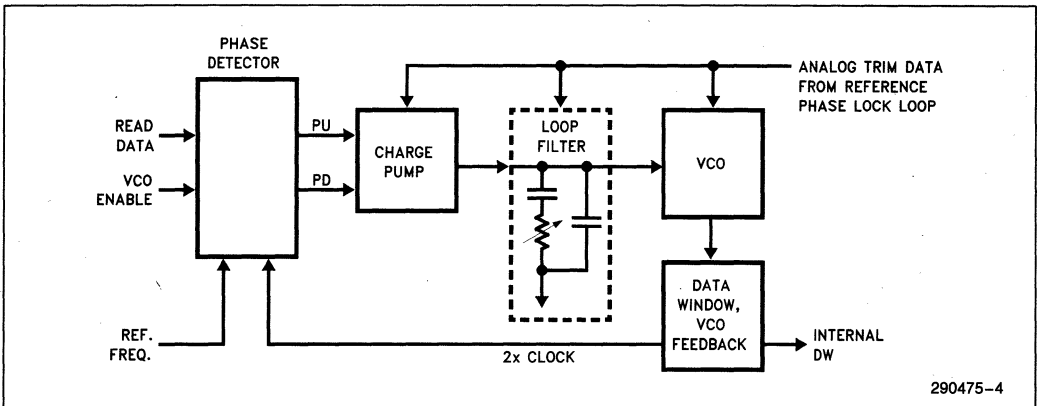 PHASE
DETECTOR
READ
DATA
VCO
ENABLE
PU
PD
CHARGE
PUMP
LOOP
FILTER
VCO
ANALOG TRIM DATA
FROM REFERENCE
PHASE LOCK LOOP
REF.
FREQ.
2x CLOCK
DATA
WINDOW,
VCO
FEEDBACK
INTERNAL
DW
290475-4